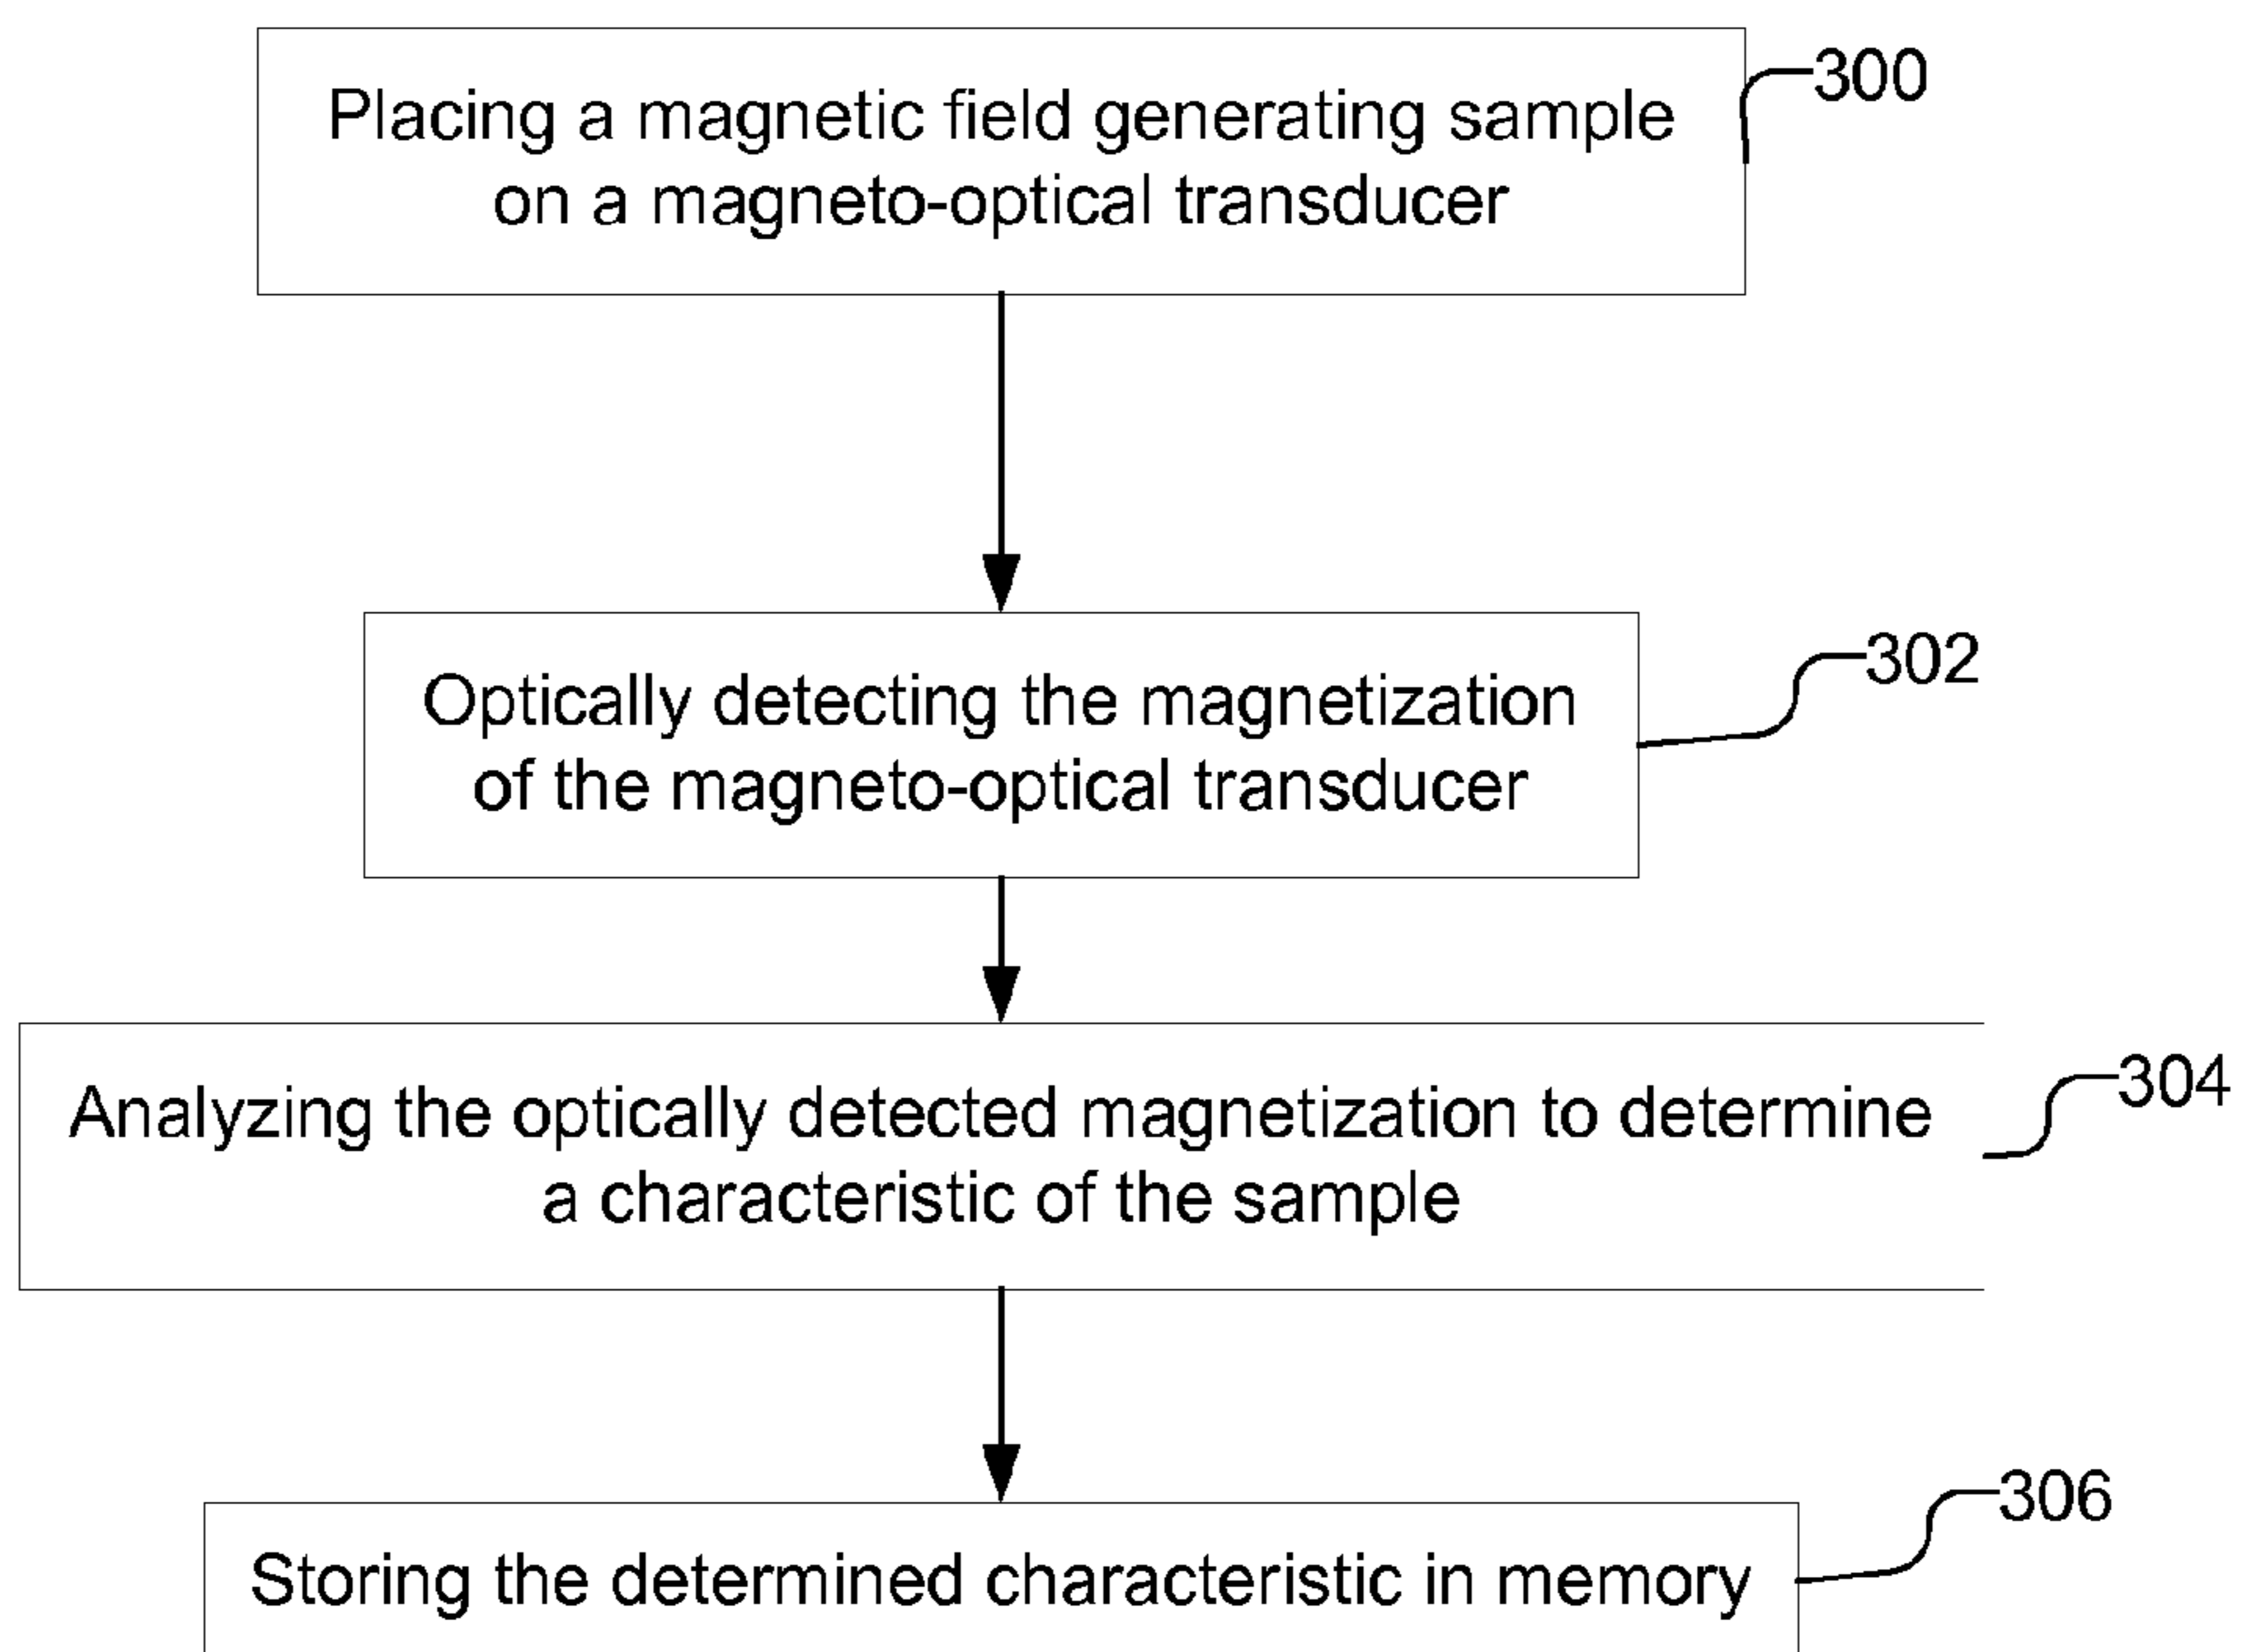 Placing a magnetic field generating sample
on a magneto-optical transducer
300
Optically detecting the magnetization
of the magneto-optical transducer
302
Analyzing the optically detected magnetization to determine
a characteristic of the sample
304
Storing the determined characteristic in memory
306